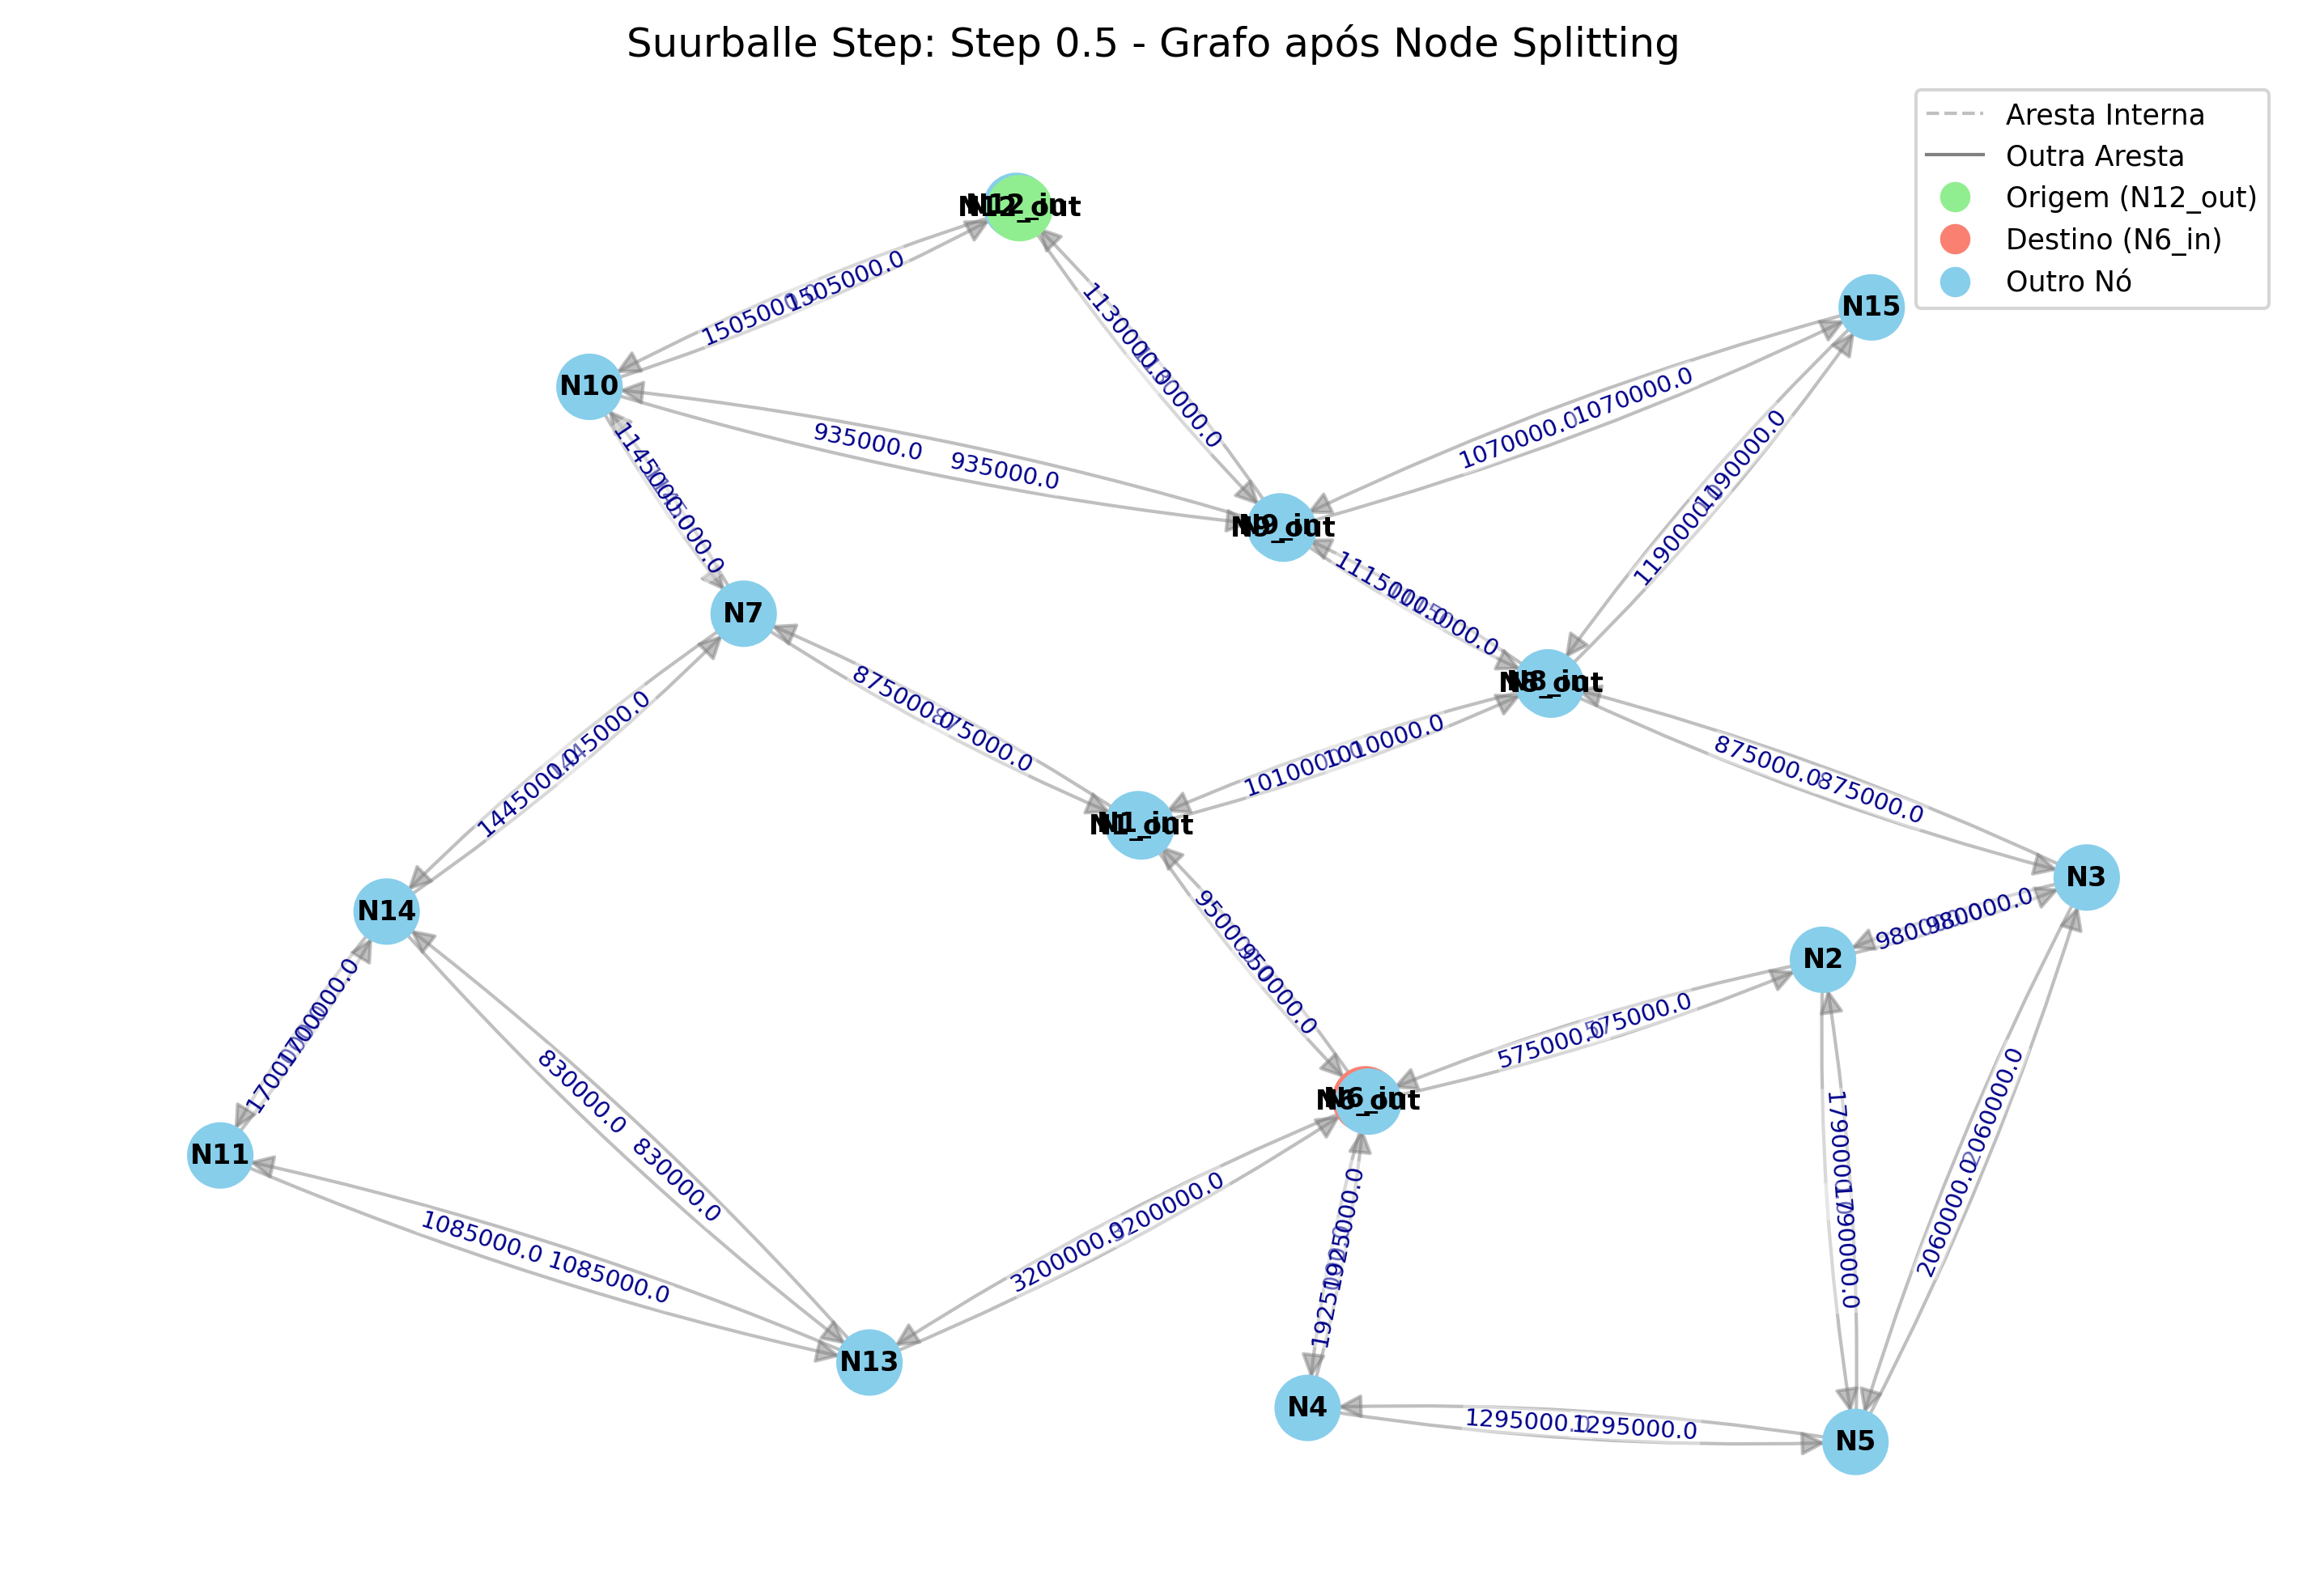 Suurballe Step: Step 0.5 - Grafo após Node Splitting
Aresta Interna
Outra Aresta
Origem (N12_out)
Destino (N6_in)
Outro Nó
N12_in
N12_out
1505000.0
1505000.0
1130000.0
1130000.0
N15
N10
1070000.0
1070000.0
935000.0
935000.0
1145000.0
1145000.0
1190000.0
1190000.0
N9_in
N9_out
1115000.0
1115000.0
N7
N8_in
N8_out
875000.0
875000.0
1010000.0
1010000.0
875000.0
875000.0
1445000.0
1445000.0
N1_in
N1_out
N3
N14
980000.0
980000.0
N2
950000.0
950000.0
575000.0
575000.0
1700000.0
1700000.0
830000.0
830000.0
N6_in
N6_out
2060000.0
2060000.0
1790000.0
1790000.0
N11
3200000.0
3200000.0
1925000.0
1925000.0
1085000.0
1085000.0
N13
N4
1295000.0
1295000.0
N5